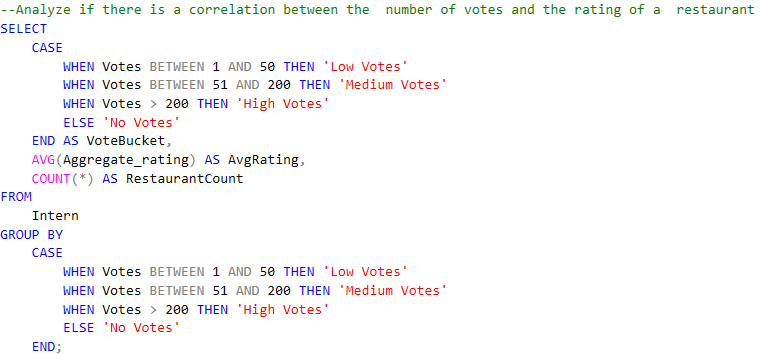 --Analyze if there is a correlation between the  number of votes and the rating of a  restaurant
SELECT
    CASE
        WHEN Votes BETWEEN 1 AND 50 THEN 'Low Votes'
        WHEN Votes BETWEEN 51 AND 200 THEN 'Medium Votes'
        WHEN Votes > 200 THEN 'High Votes'
        ELSE 'No Votes'
    END AS VoteBucket,
    AVG(Aggregate_rating) AS AvgRating,
    COUNT(*) AS RestaurantCount
FROM
    Intern
GROUP BY
    CASE
        WHEN Votes BETWEEN 1 AND 50 THEN 'Low Votes'
        WHEN Votes BETWEEN 51 AND 200 THEN 'Medium Votes'
        WHEN Votes > 200 THEN 'High Votes'
        ELSE 'No Votes'
    END;